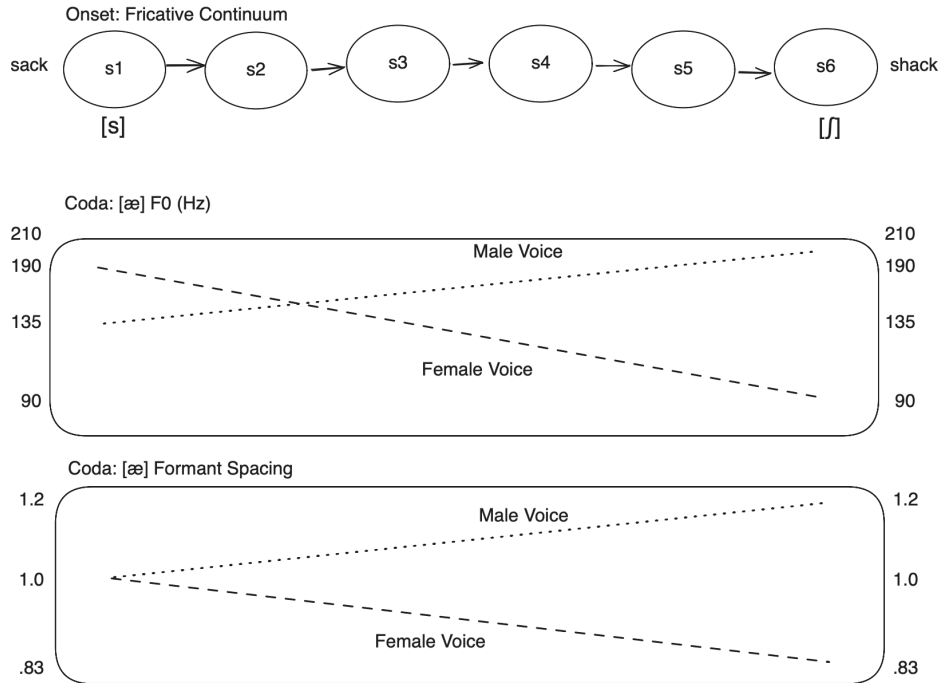 Onset: Fricative Continuum
sack s1 s2 s3 s4 s5 s6 shack
[s] [ʃ]
Coda: [æ] F0 (Hz)
210 210
Male Voice
190 190
135 135
Female Voice
90 90
Coda: [æ] Formant Spacing
1.2 1.2
Male Voice
1.0 1.0
Female Voice
.83 .83